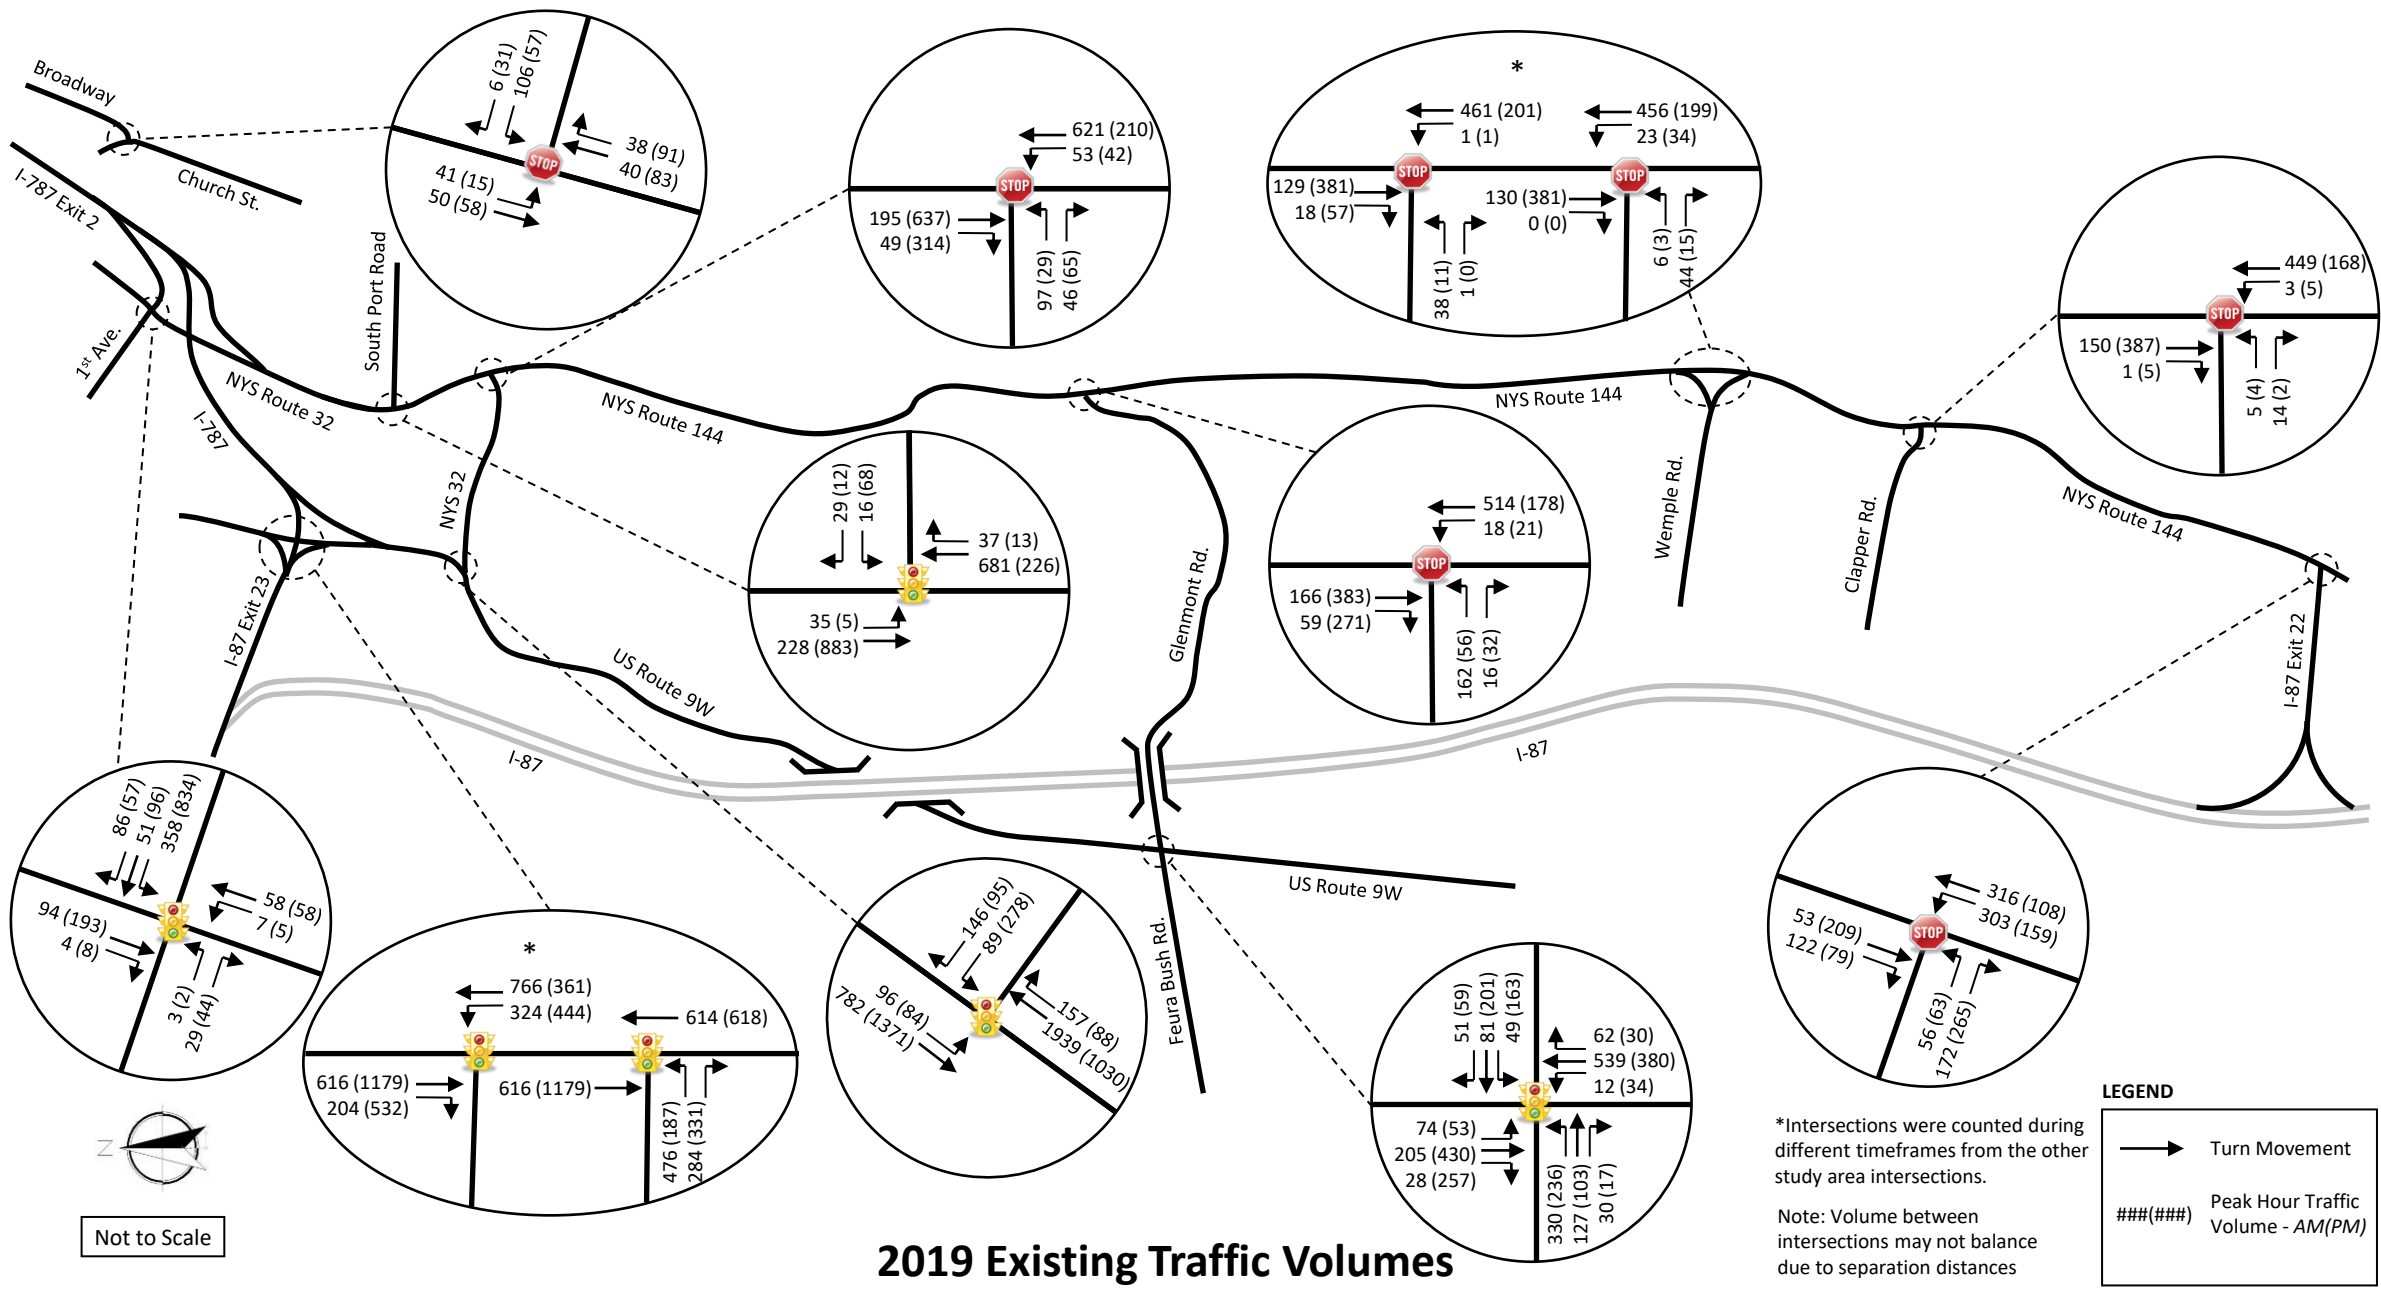 Broadway
Church St.
I-787 Exit 2
1st Ave.
NYS Route 32
South Port Road
I-787
NYS 32
NYS Route 144
I-87 Exit 23
US Route 9W
I-87
Glenmont Rd.
NYS Route 144
Wemple Rd.
Clapper Rd.
NYS Route 144
I-87 Exit 22
I-87
US Route 9W
Feura Bush Rd.
6 (31)
106 (57)
38 (91)
40 (83)
41 (15)
50 (58)
STOP
621 (210)
53 (42)
STOP
195 (637)
49 (314)
97 (29)
46 (65)
*
461 (201)
1 (1)
456 (199)
23 (34)
STOP
STOP
129 (381)
18 (57)
130 (381)
0 (0)
38 (11)
1 (0)
6 (3)
44 (15)
449 (168)
3 (5)
STOP
150 (387)
1 (5)
5 (4)
14 (2)
29 (12)
16 (68)
37 (13)
681 (226)
35 (5)
228 (883)
514 (178)
18 (21)
STOP
166 (383)
59 (271)
162 (56)
16 (32)
86 (57)
51 (96)
358 (834)
58 (58)
7 (5)
94 (193)
4 (8)
3 (2)
29 (44)
*
766 (361)
324 (444)
614 (618)
616 (1179)
204 (532)
616 (1179)
476 (187)
284 (331)
146 (95)
89 (278)
96 (84)
782 (1371)
157 (88)
1939 (1030)
51 (59)
81 (201)
49 (163)
62 (30)
539 (380)
12 (34)
74 (53)
205 (430)
28 (257)
330 (236)
127 (103)
30 (17)
316 (108)
303 (159)
53 (209)
122 (79)
STOP
56 (63)
172 (265)
Z
Not to Scale
2019 Existing Traffic Volumes
*Intersections were counted during
different timeframes from the other
study area intersections.
Note: Volume between
intersections may not balance
due to separation distances
LEGEND
Turn Movement
###(###)
Peak Hour Traffic
Volume - AM(PM)